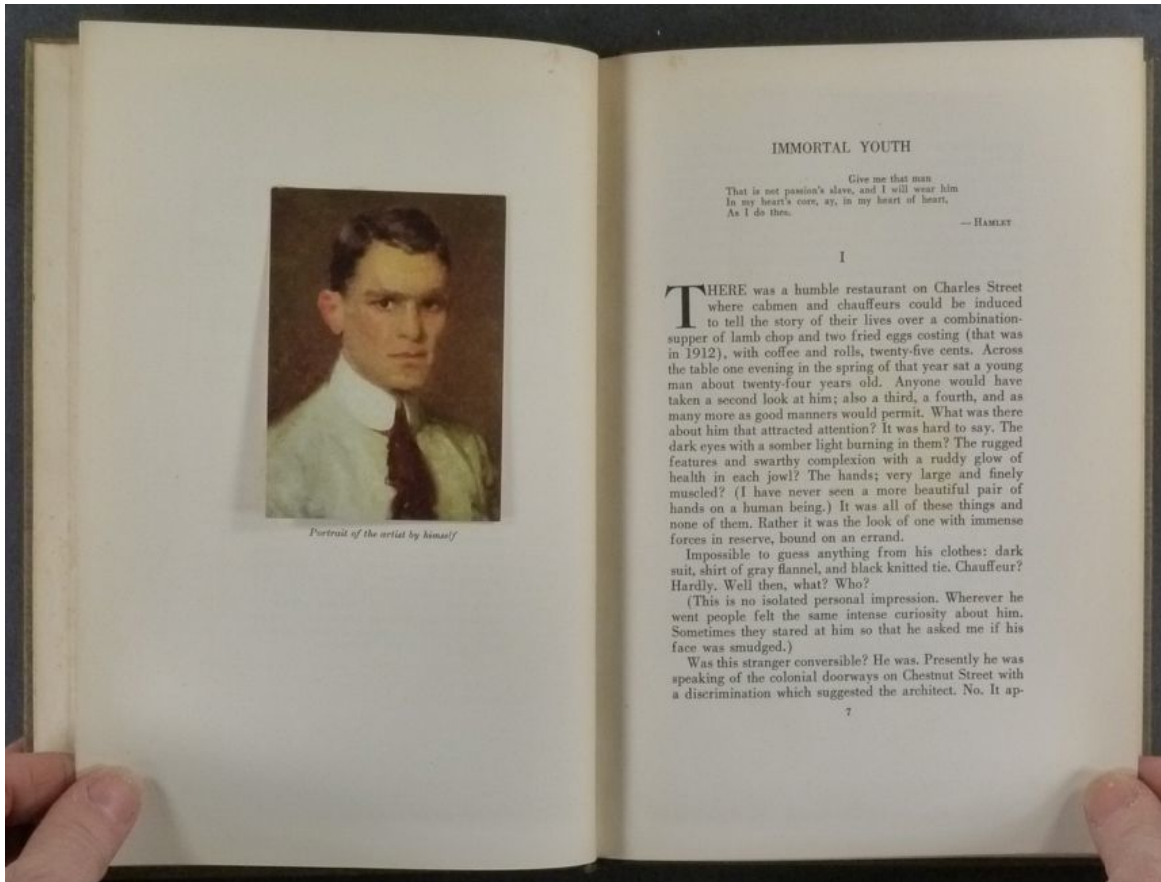 Portrait of the artist by himself
IMMORTAL YOUTH
Give me that man
That is not passion's slave, and I will wear him
In my heart's core, ay, in my heart of heart,
As I do thee.
— HAMLET
I
THERE was a humble restaurant on Charles Street
where cabmen and chauffeurs could be induced
to tell the story of their lives over a combination-
supper of lamb chop and two fried eggs costing (that was
in 1912), with coffee and rolls, twenty-five cents. Across
the table one evening in the spring of that year sat a young
man about twenty-four years old. Anyone would have
taken a second look at him; also a third, a fourth, and as
many more as good manners would permit. What was there
about him that attracted attention? It was hard to say. The
dark eyes with a somber light burning in them? The rugged
features and swarthy complexion with a ruddy glow of
health in each jowl? The hands; very large and finely
muscled? (I have never seen a more beautiful pair of
hands on a human being.) It was all of these things and
none of them. Rather it was the look of one with immense
forces in reserve, bound on an errand.
Impossible to guess anything from his clothes: dark
suit, shirt of gray flannel, and black knitted tie. Chauffeur?
Hardly. Well then, what? Who?
(This is no isolated personal impression. Wherever he
went people felt the same intense curiosity about him.
Sometimes they stared at him so that he asked me if his
face was smudged.)
Was this stranger conversible? He was. Presently he was
speaking of the colonial doorways on Chestnut Street with
a discrimination which suggested the architect. No. It ap-
7